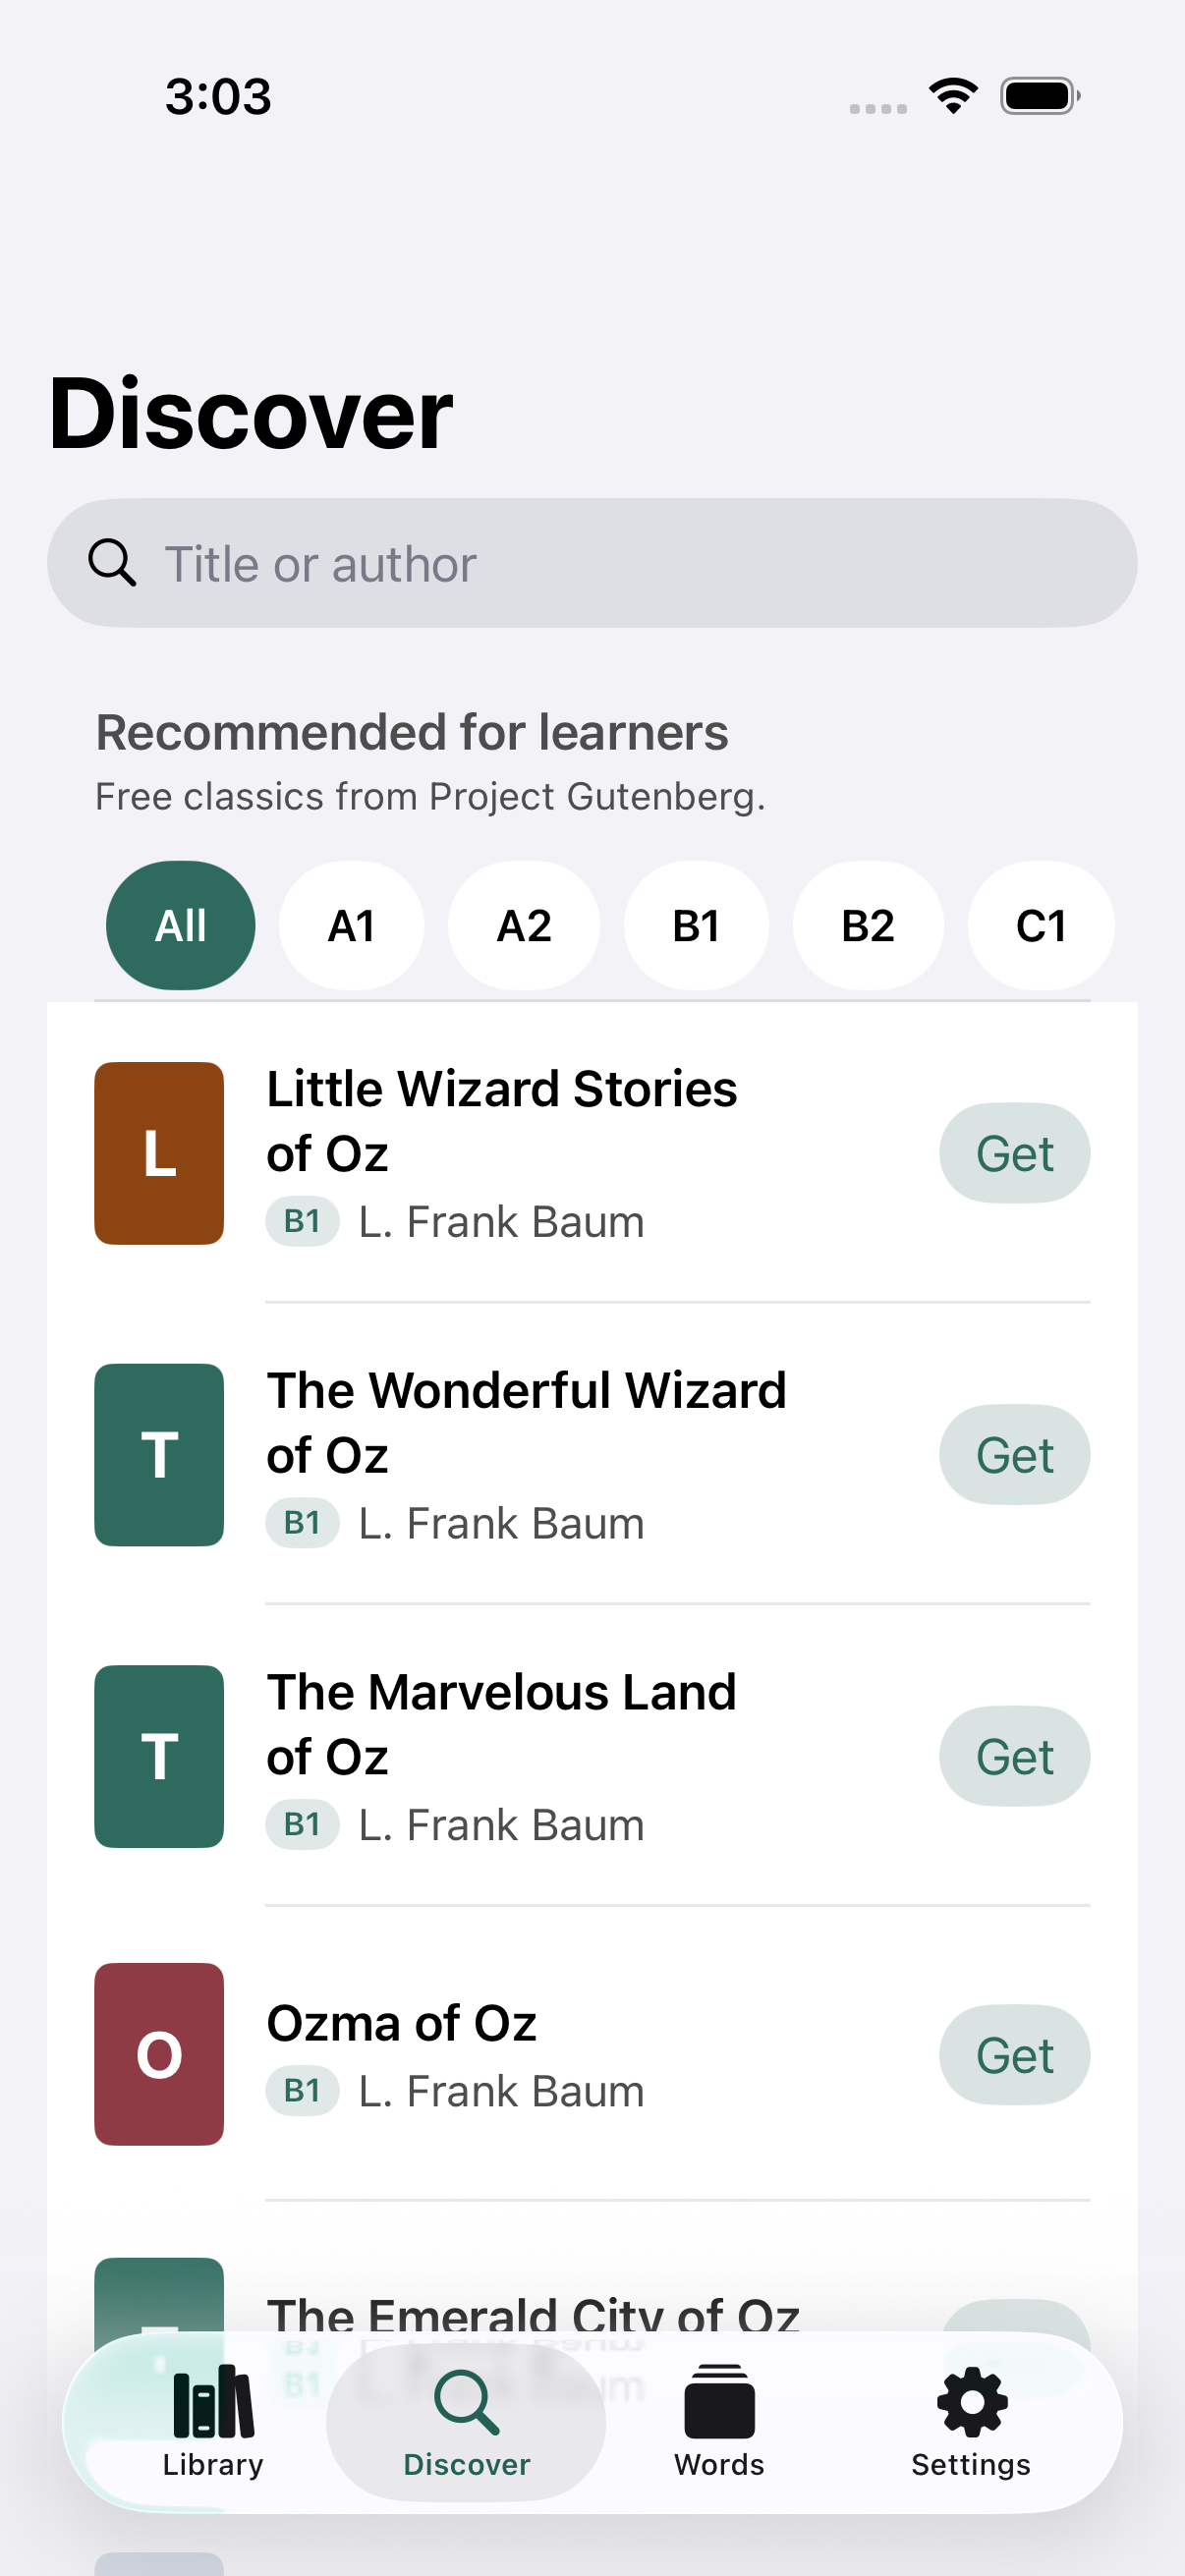 3:03
Discover
Title or author
Recommended for learners
Free classics from Project Gutenberg.
All A1 A2 B1 B2 C1
L
Little Wizard Stories
of Oz
Get
B1 L. Frank Baum
T
The Wonderful Wizard
of Oz
Get
B1 L. Frank Baum
T
The Marvelous Land
of Oz
Get
B1 L. Frank Baum
O
Ozma of Oz
Get
B1 L. Frank Baum
The Emerald City of Oz
B1
Library Discover Words Settings